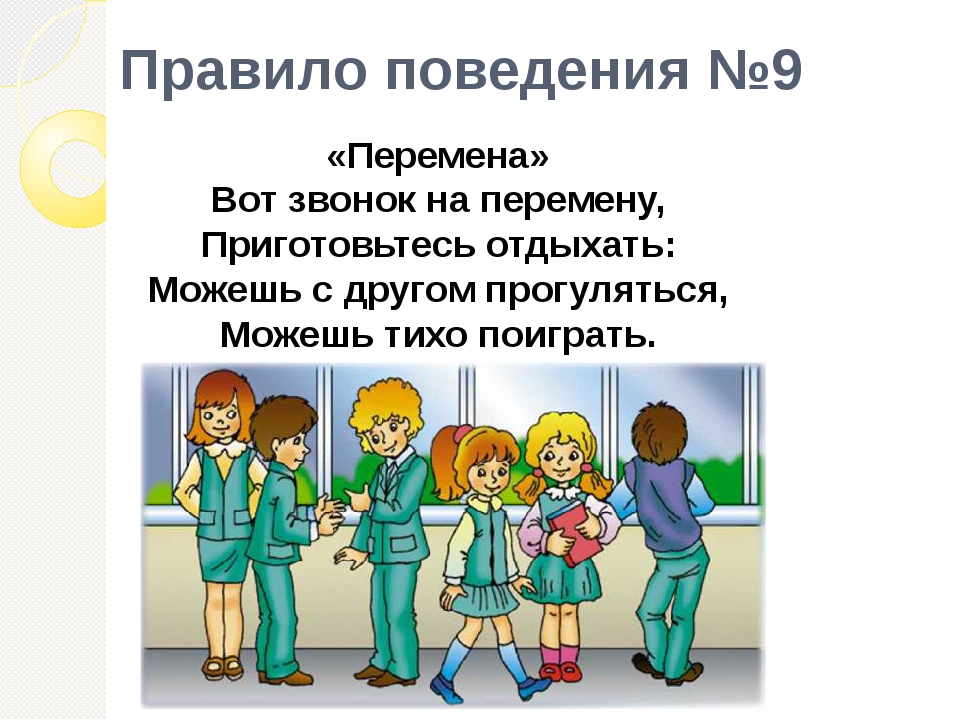 Правило поведения №9
«Перемена»
Вот звонок на перемену,
Приготовьтесь отдыхать:
Можешь с другом прогуляться,
Можешь тихо поиграть.